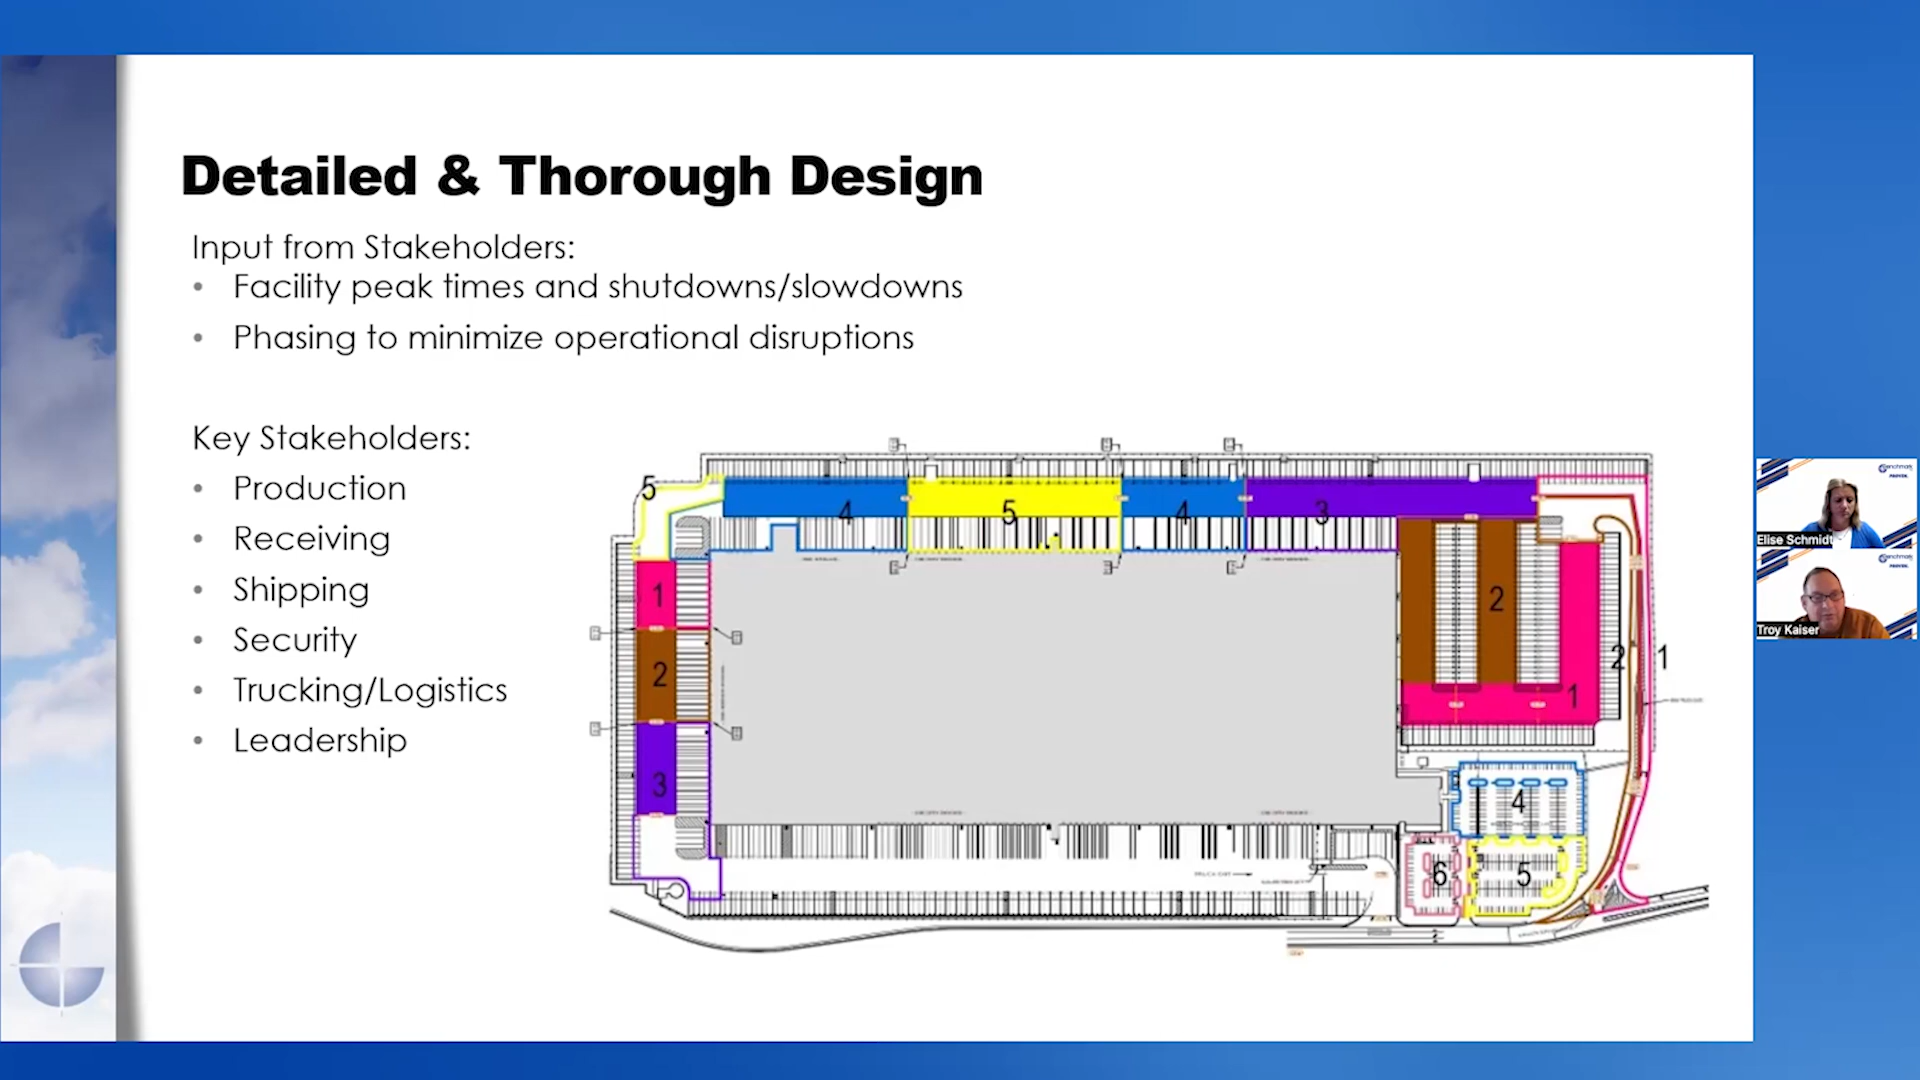 Detailed & Thorough Design
Input from Stakeholders:
• Facility peak times and shutdowns/slowdowns
• Phasing to minimize operational disruptions
Key Stakeholders:
• Production
• Receiving
• Shipping
• Security
• Trucking/Logistics
• Leadership
5
4
5
4
3
1
2
3
2
1
2
1
4
6
5
Elise Schmidt
Troy Kaiser